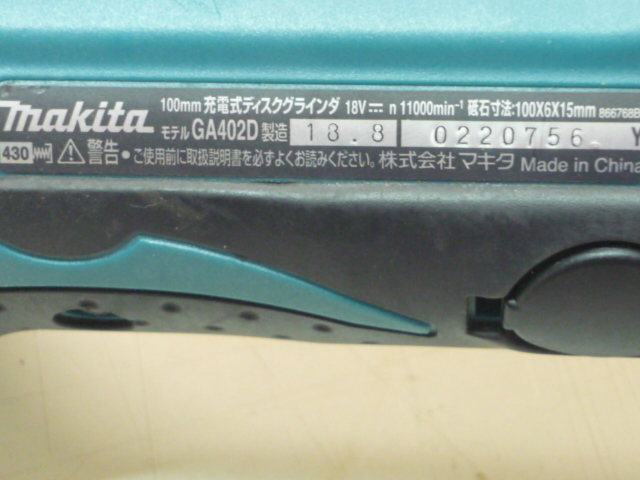 makita 100mm 充電式ディスクグラインダ 18V⎓ n 11000min⁻¹ 砥石寸法:100X6X15mm 866768B
モデル GA402D 製造 18.8 0220756 Y
430 警告・ご使用前に取扱説明書を必ずよくお読みください。株式会社マキタ Made in China